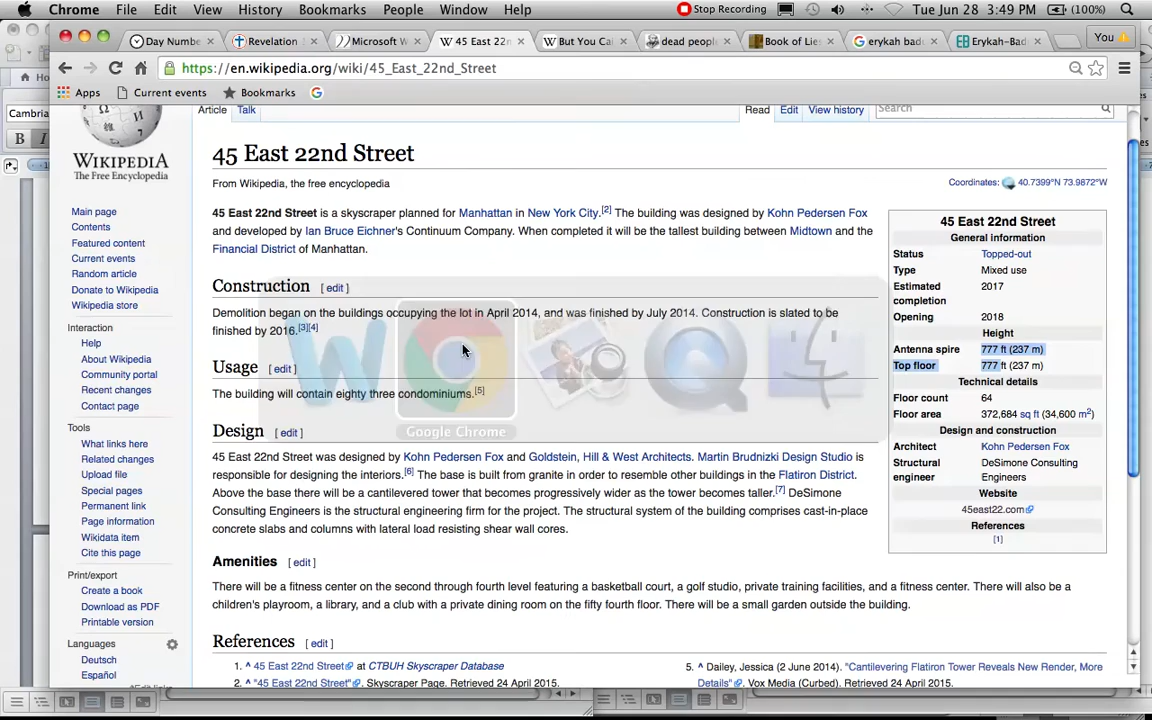 Chrome File Edit View History Bookmarks People Window Help Stop Recording Tue Jun 28 3:49 PM (100%)
Day Numbe Revelation Microsoft W 45 East 22n But You Ca dead peopl Book of Lie erykah bad Erykah-Bad You
https://en.wikipedia.org/wiki/45_East_22nd_Street
Apps Current events Bookmarks
Cambria
B I
Article Talk Read Edit View history Search
WIKIPEDIA
The Free Encyclopedia
Main page
Contents
Featured content
Current events
Random article
Donate to Wikipedia
Wikipedia store
Interaction
Help
About Wikipedia
Community portal
Recent changes
Contact page
Tools
What links here
Related changes
Upload file
Special pages
Permanent link
Page information
Wikidata item
Cite this page
Print/export
Create a book
Download as PDF
Printable version
Languages
Deutsch
Español
45 East 22nd Street
From Wikipedia, the free encyclopedia
Coordinates: 40.7399°N 73.9872°W
45 East 22nd Street is a skyscraper planned for Manhattan in New York City.[2] The building was designed by Kohn Pedersen Fox
and developed by Ian Bruce Eichner's Continuum Company. When completed it will be the tallest building between Midtown and the
Financial District of Manhattan.
Construction [ edit ]
Demolition began on the buildings occupying the lot in April 2014, and was finished by July 2014. Construction is slated to be
finished by 2016.[3][4]
Usage [ edit ]
The building will contain eighty three condominiums.[5]
Google Chrome
Design [ edit ]
45 East 22nd Street was designed by Kohn Pedersen Fox and Goldstein, Hill & West Architects. Martin Brudnizki Design Studio is
responsible for designing the interiors.[6] The base is built from granite in order to resemble other buildings in the Flatiron District.
Above the base there will be a cantilevered tower that becomes progressively wider as the tower becomes taller.[7] DeSimone
Consulting Engineers is the structural engineering firm for the project. The structural system of the building comprises cast-in-place
concrete slabs and columns with lateral load resisting shear wall cores.
Amenities [ edit ]
There will be a fitness center on the second through fourth level featuring a basketball court, a golf studio, private training facilities, and a fitness center. There will also be a
children's playroom, a library, and a club with a private dining room on the fifty fourth floor. There will be a small garden outside the building.
References [ edit ]
1. ^ 45 East 22nd Street at CTBUH Skyscraper Database
2. ^ "45 East 22nd Street". Skyscraper Page. Retrieved 24 April 2015.
5. ^ Dailey, Jessica (2 June 2014). "Cantilevering Flatiron Tower Reveals New Render, More
Details". Vox Media (Curbed). Retrieved 24 April 2015.
45 East 22nd Street
General information
Status Topped-out
Type Mixed use
Estimated 2017
completion
Opening 2018
Height
Antenna spire 777 ft (237 m)
Top floor 777 ft (237 m)
Technical details
Floor count 64
Floor area 372,684 sq ft (34,600 m2)
Design and construction
Architect Kohn Pedersen Fox
Structural DeSimone Consulting
engineer Engineers
Website
45east22.com
References
[1]